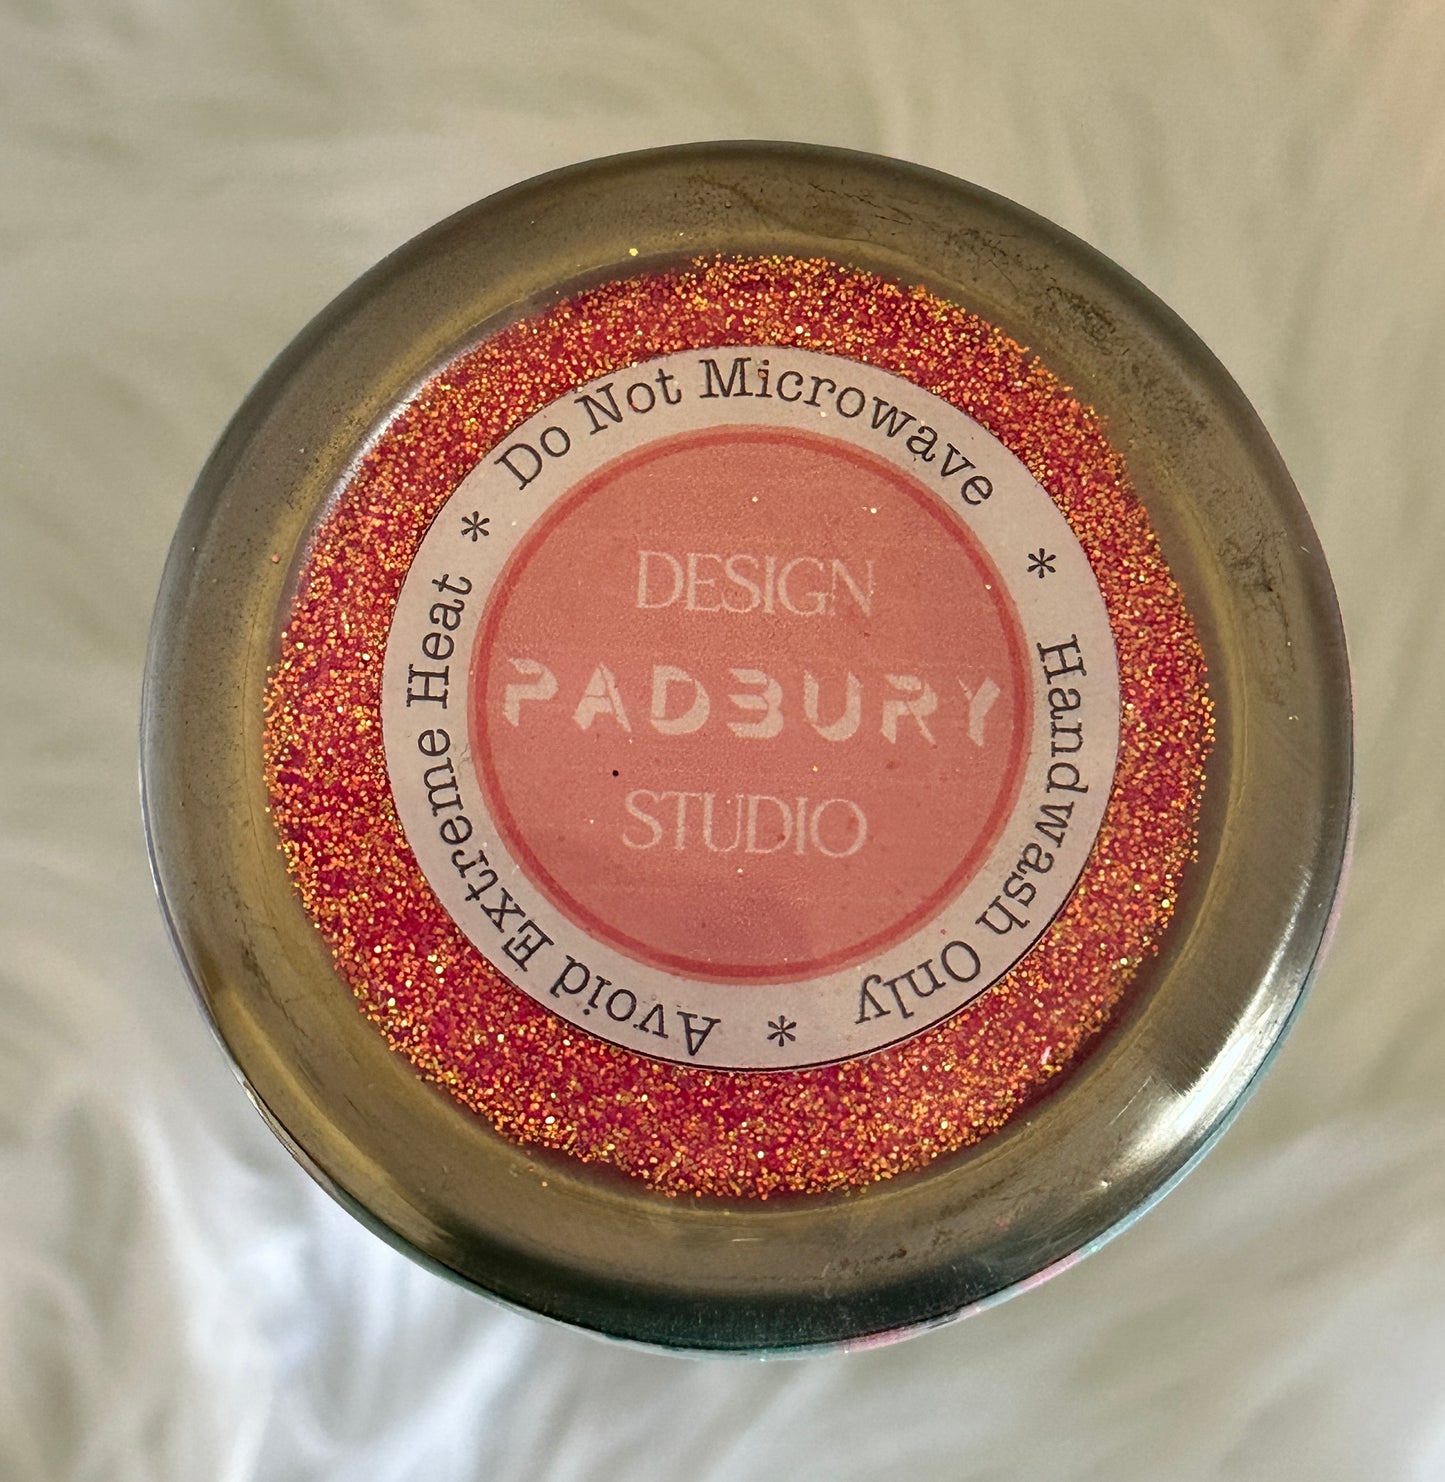 * Do Not Microwave * Handwash Only * Avoid Extreme Heat
DESIGN
PADBURY
STUDIO